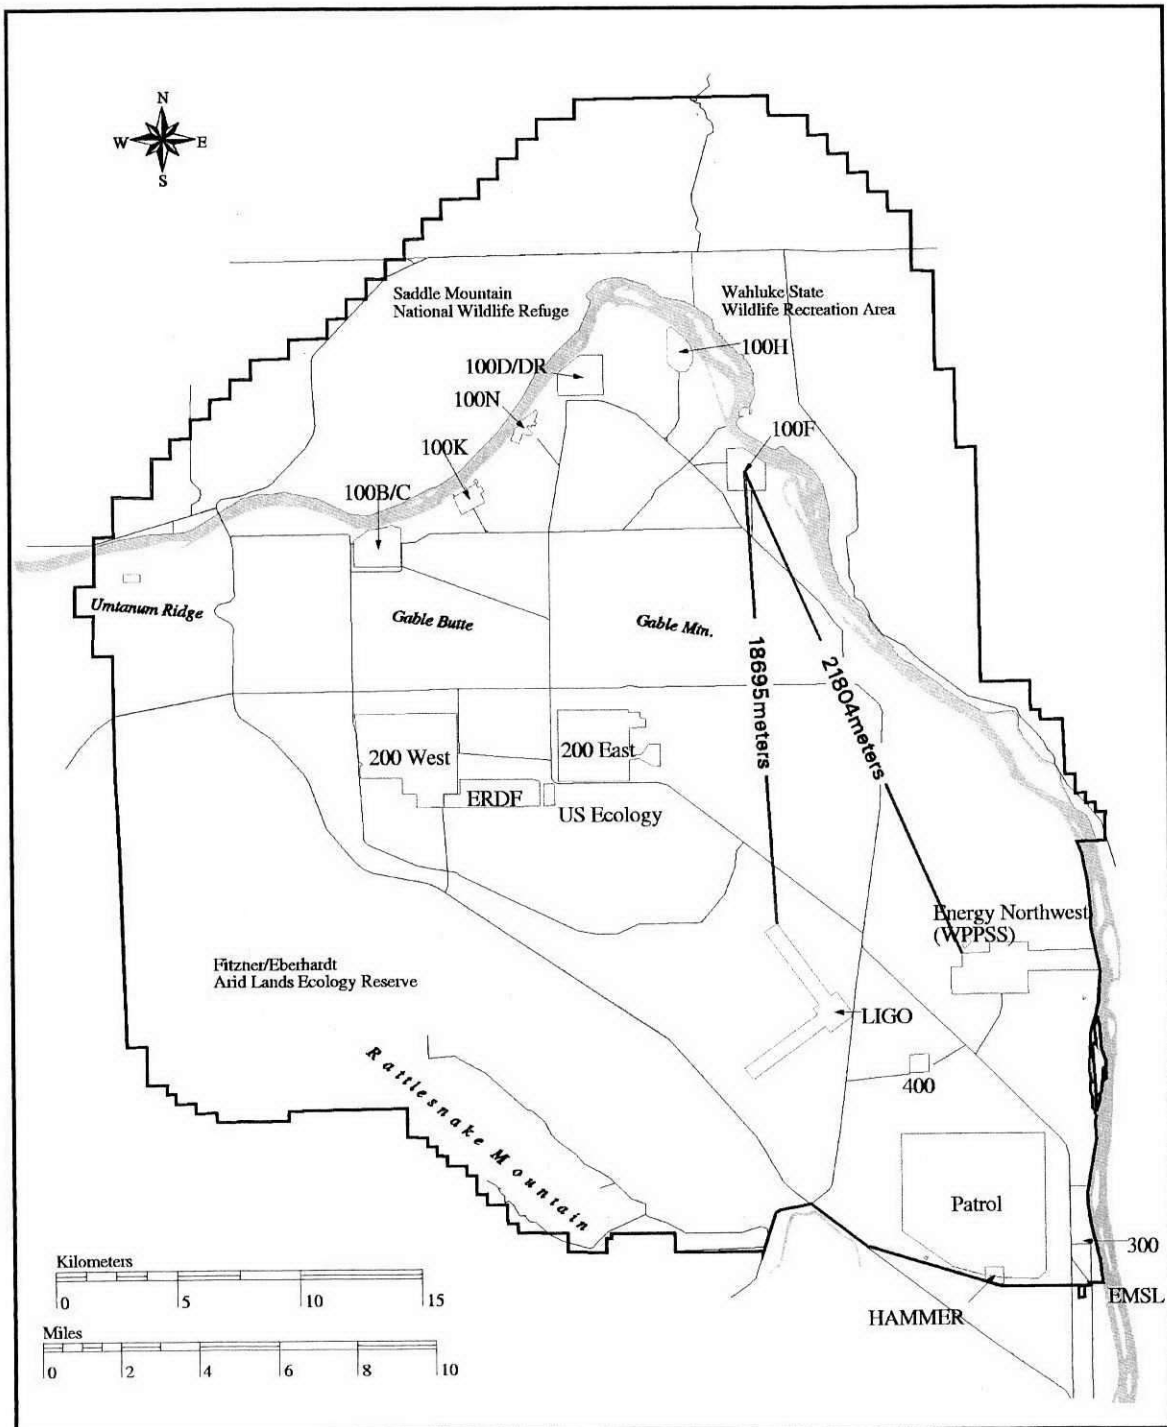 N
W E
S
Saddle Mountain
National Wildlife Refuge
Wahluke State
Wildlife Recreation Area
100H
100D/DR
100N
100F
100K
100B/C
Umtanum Ridge
Gable Butte
Gable Mtn.
18695meters
21804meters
200 West
200 East
ERDF
US Ecology
Energy Northwest
(WPPSS)
Fitzner/Eberhardt
Arid Lands Ecology Reserve
LIGO
400
Rattlesnake Mountain
Patrol
300
EMSL
HAMMER
Kilometers
0 5 10 15
Miles
0 2 4 6 8 10